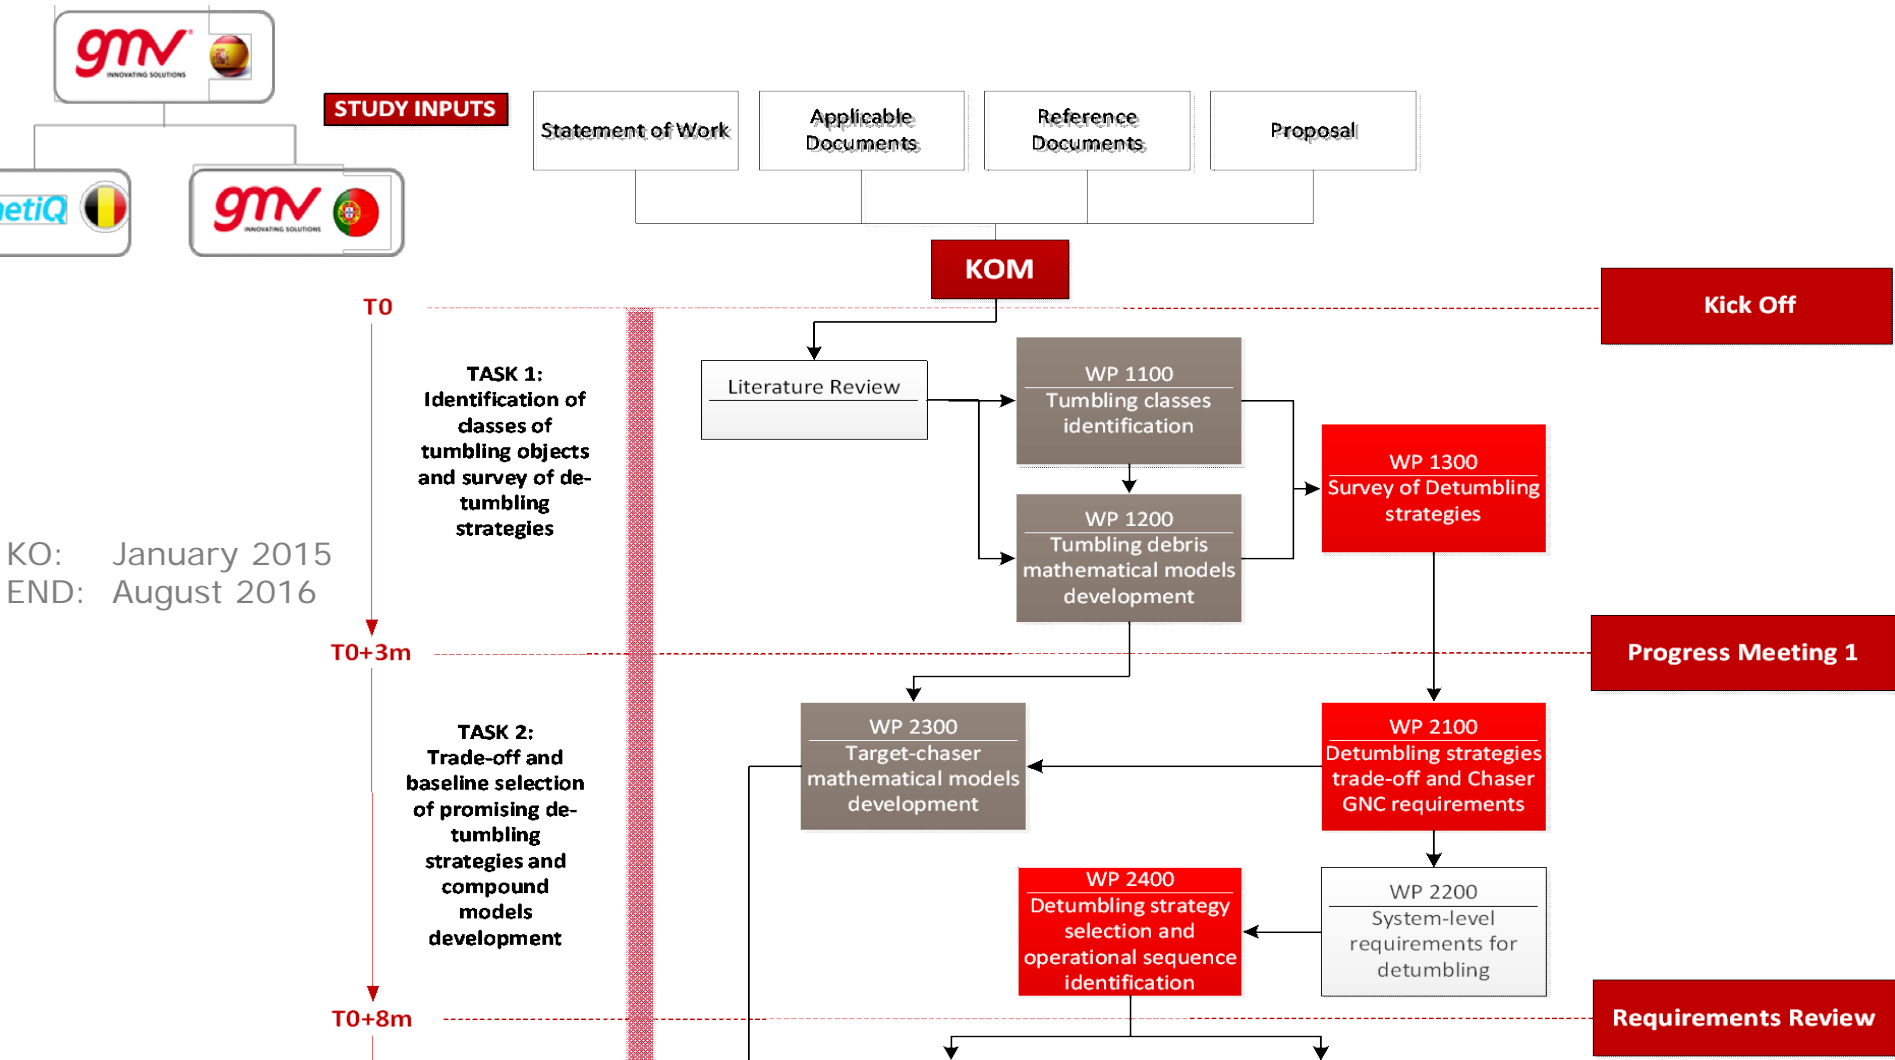 gmv
INNOVATING SOLUTIONS
netiQ
gmv
INNOVATING SOLUTIONS
STUDY INPUTS
Statement of Work
Applicable
Documents
Reference
Documents
Proposal
KOM
T0
Kick Off
TASK 1:
Identification of
classes of
tumbling objects
and survey of de-
tumbling
strategies
Literature Review
WP 1100
Tumbling classes
identification
WP 1200
Tumbling debris
mathematical models
development
WP 1300
Survey of Detumbling
strategies
KO: January 2015
END: August 2016
T0+3m
Progress Meeting 1
TASK 2:
Trade-off and
baseline selection
of promising de-
tumbling
strategies and
compound
models
development
WP 2300
Target-chaser
mathematical models
development
WP 2100
Detumbling strategies
trade-off and Chaser
GNC requirements
WP 2400
Detumbling strategy
selection and
operational sequence
identification
WP 2200
System-level
requirements for
detumbling
T0+8m
Requirements Review